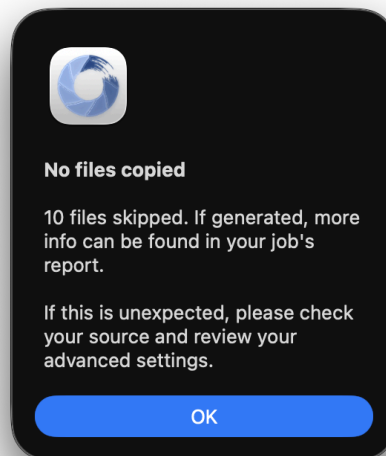 No files copied
10 files skipped. If generated, more
info can be found in your job's
report.
If this is unexpected, please check
your source and review your
advanced settings.
OK